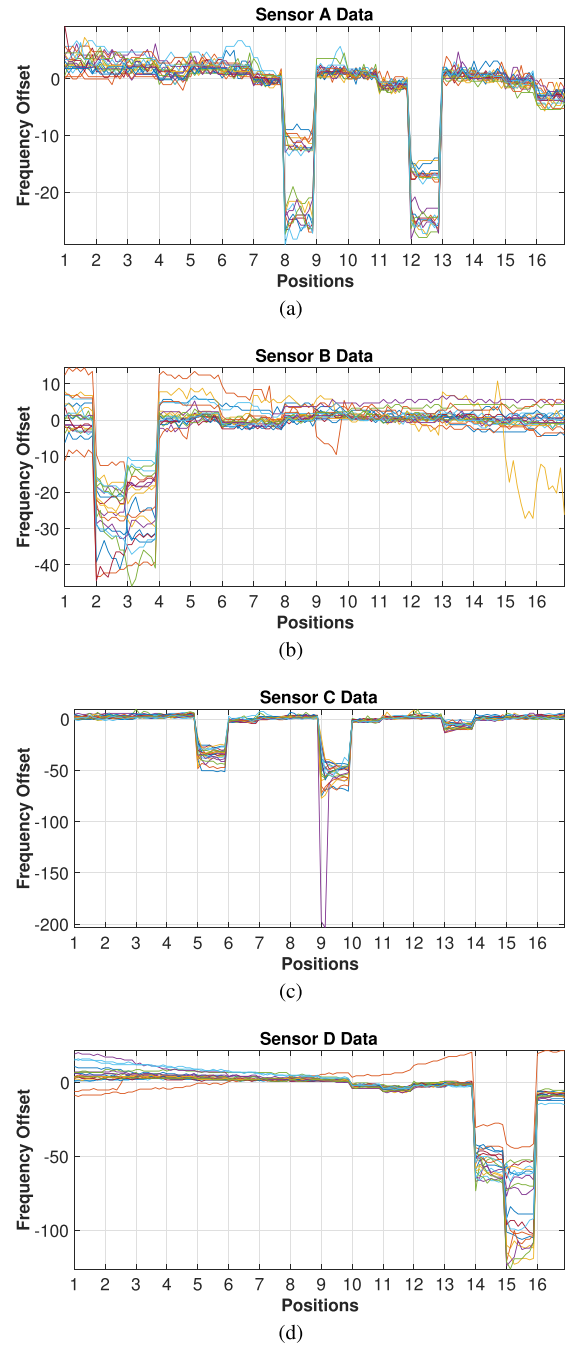 Sensor A Data
Frequency Offset
0
-10
-20
1 2 3 4 5 6 7 8 9 10 11 12 13 14 15 16
Positions
(a)
Sensor B Data
Frequency Offset
10
0
-10
-20
-30
-40
1 2 3 4 5 6 7 8 9 10 11 12 13 14 15 16
Positions
(b)
Sensor C Data
Frequency Offset
0
-50
-100
-150
-200
1 2 3 4 5 6 7 8 9 10 11 12 13 14 15 16
Positions
(c)
Sensor D Data
Frequency Offset
0
-50
-100
1 2 3 4 5 6 7 8 9 10 11 12 13 14 15 16
Positions
(d)